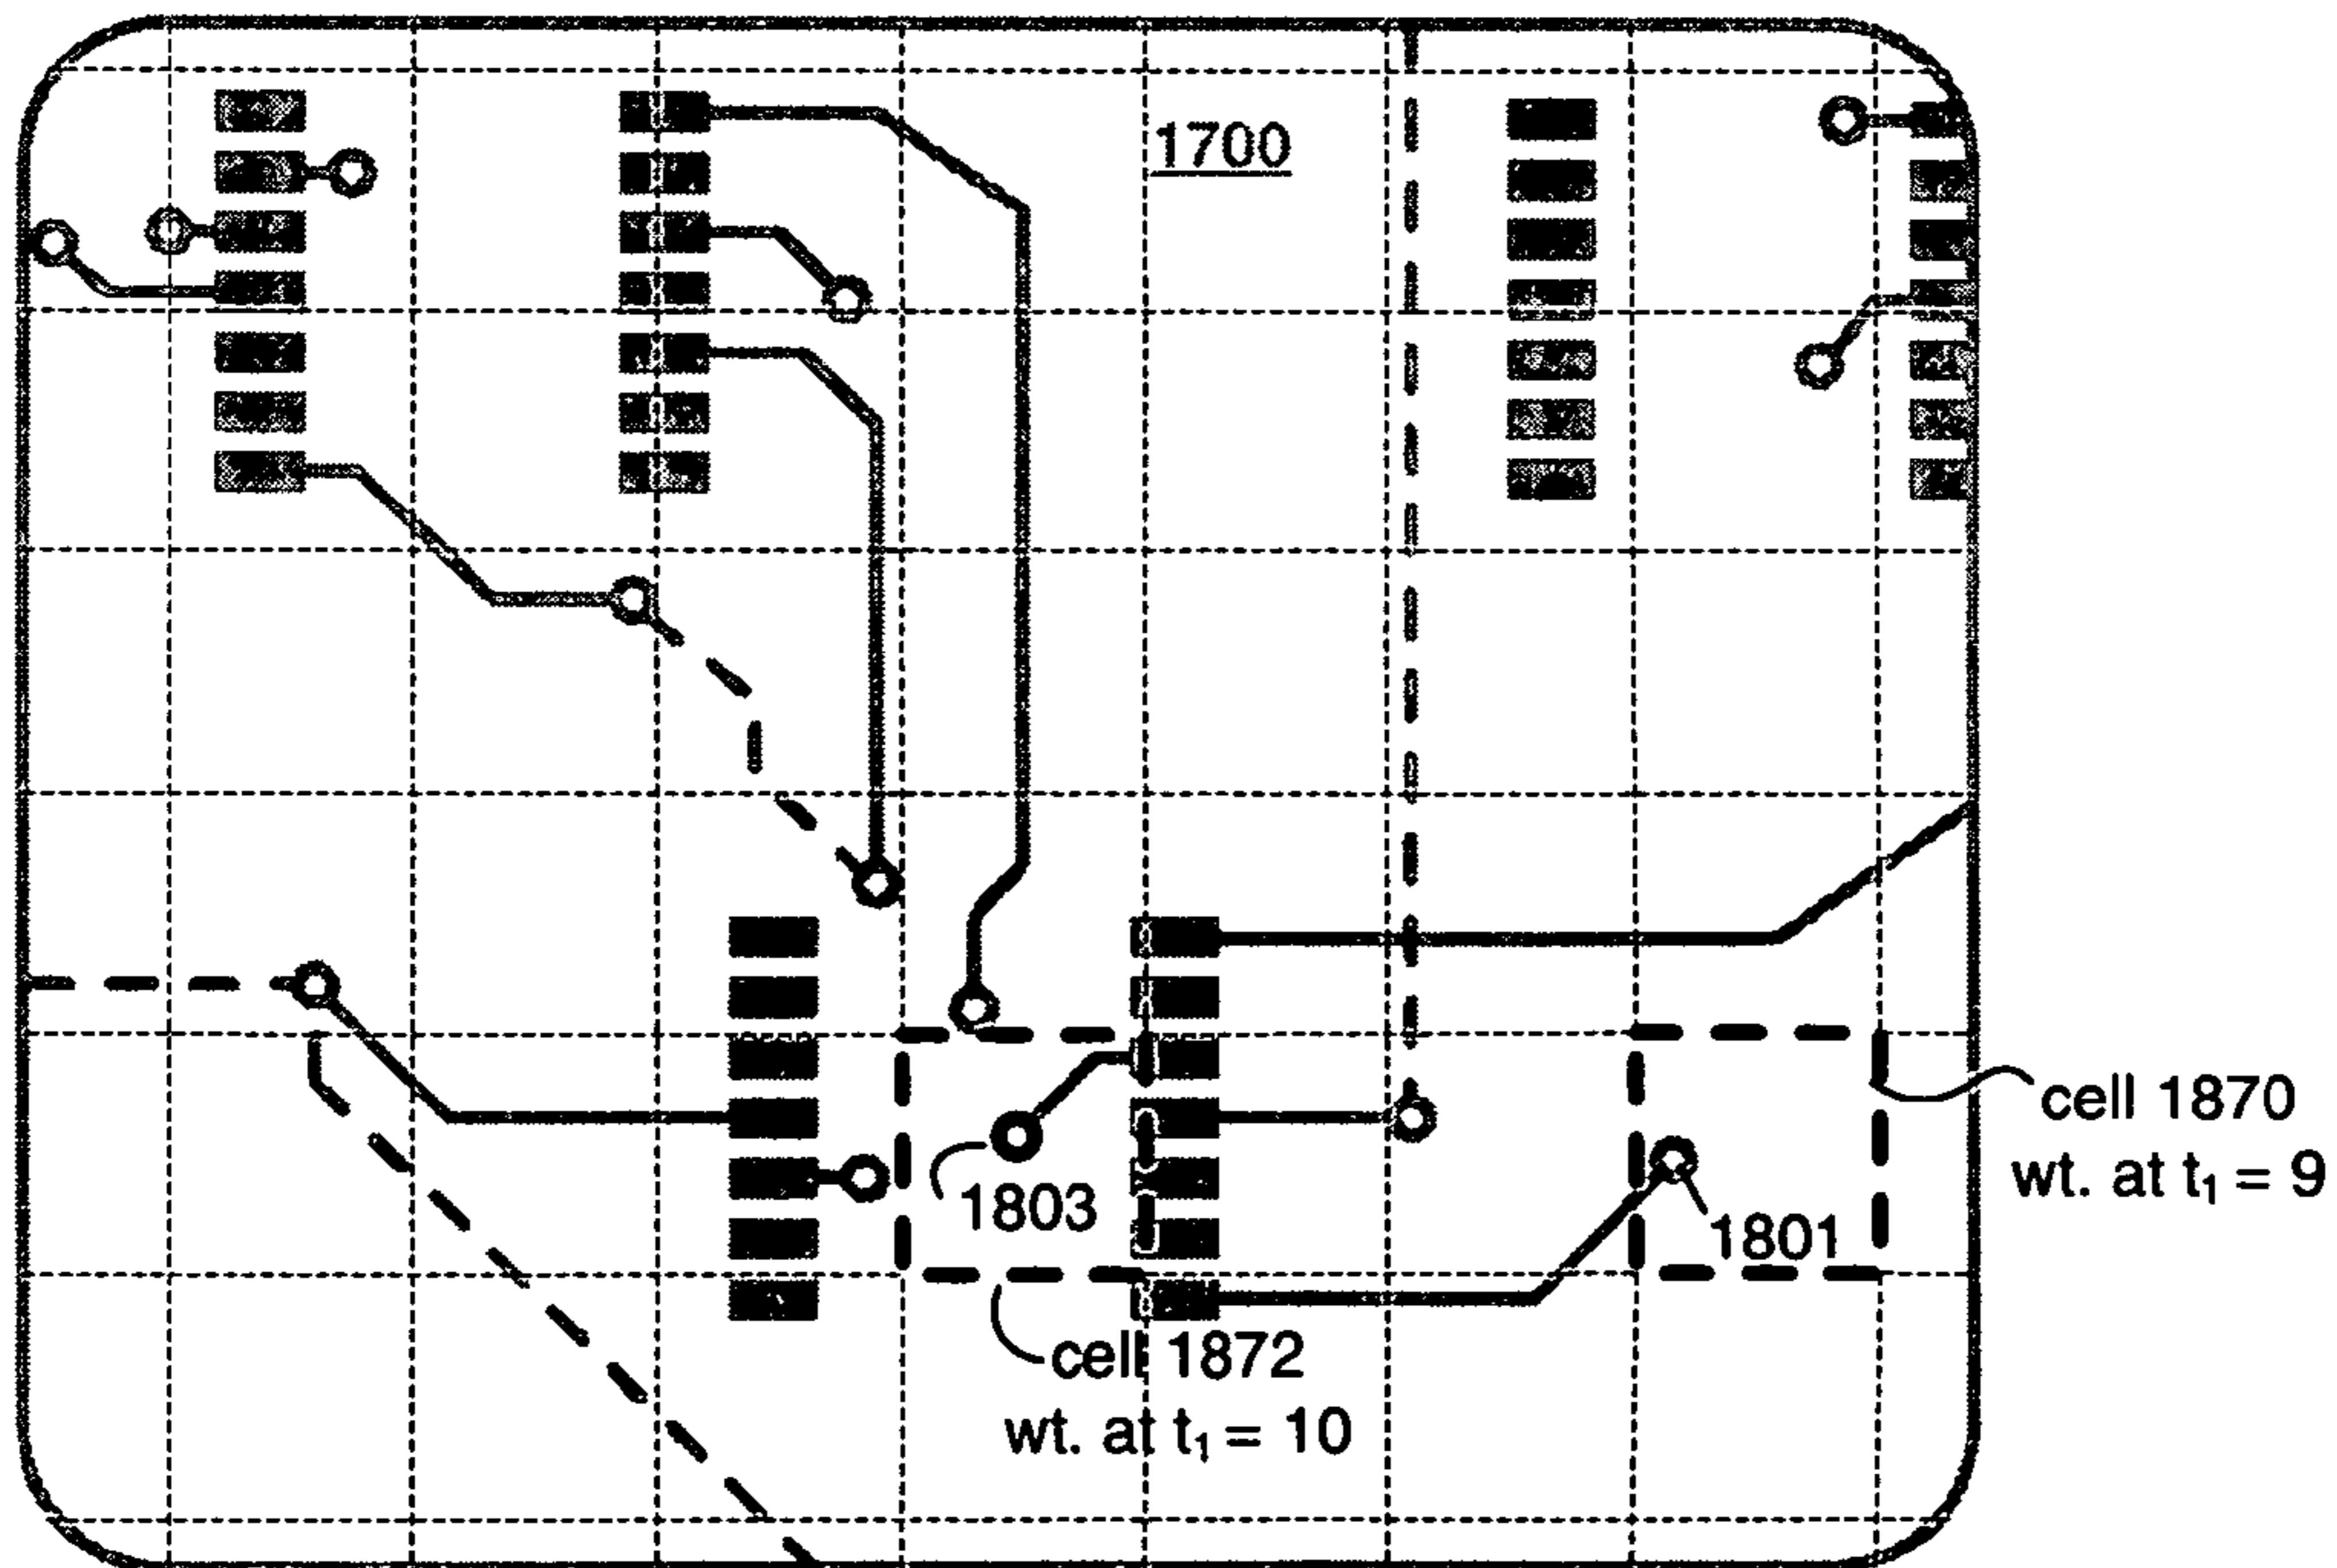 1700
cell 1870
wt. at t₁ = 9
1803
1801
cell 1872
wt. at t₁ = 10